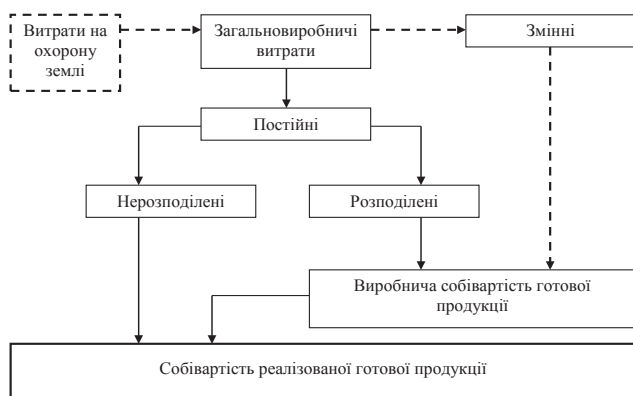 Витрати на
охорону
землі
Загальновиробничі
витрати
Змінні
Постійні
Нерозподілені
Розподілені
Виробнича собівартість готової
продукції
Собівартість реалізованої готової продукції